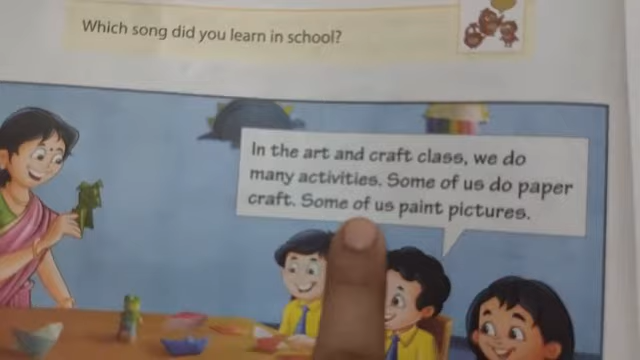 Which song did you learn in school?
In the art and craft class, we do
many activities. Some of us do paper
craft. Some of us paint pictures.